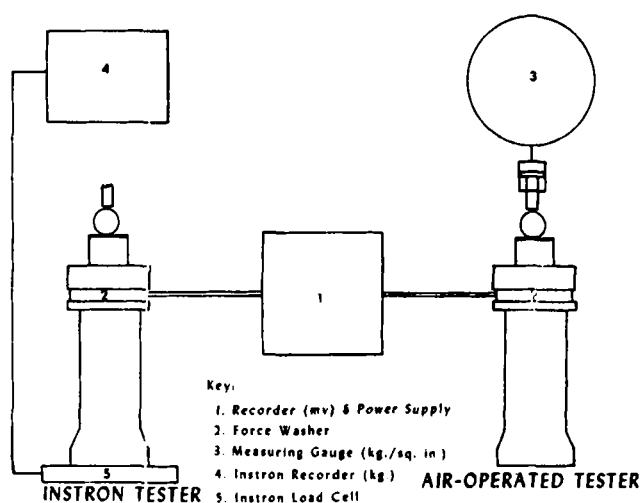 4
3
2
1
2
Key:
1. Recorder (mv) & Power Supply
2. Force Washer
3. Measuring Gauge (kg./sq. in)
4. Instron Recorder (kg.)
5
5. Instron Load Cell
INSTRON TESTER
AIR-OPERATED TESTER